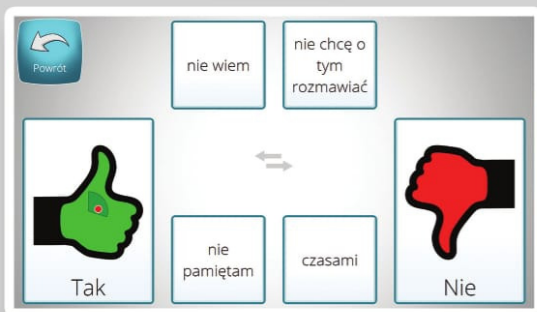 Powrót
nie wiem
nie chcę o
tym
rozmawiać
Tak
nie
pamiętam
czasami
Nie